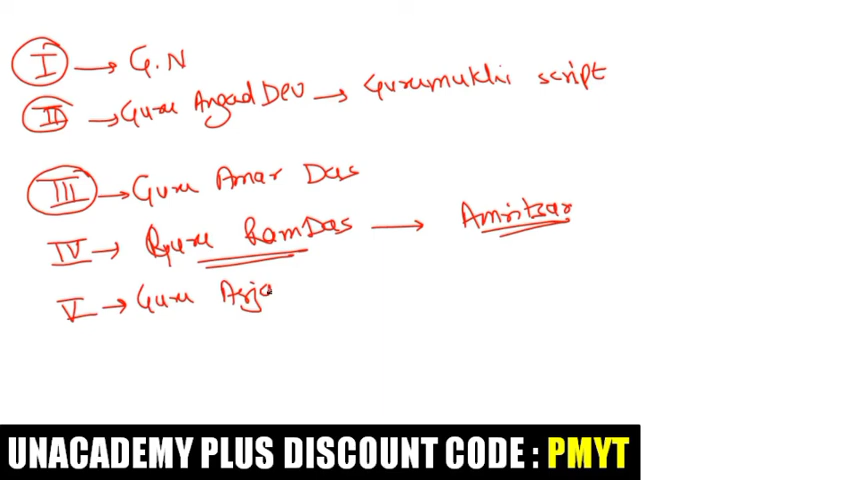 I → G.N
II → Guru Angad Dev → Gurumukhi script
III → Guru Amar Das
IV → Guru RamDas → Amritsar
V → Guru Arja
UNACADEMY PLUS DISCOUNT CODE : PMYT